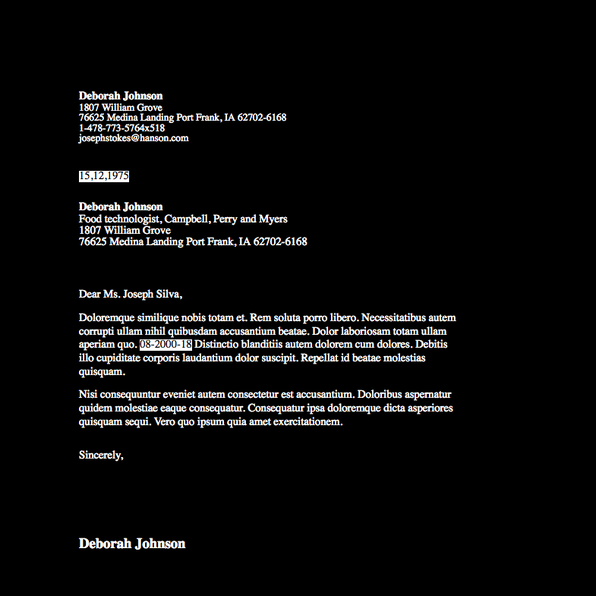 Deborah Johnson
1807 William Grove
76625 Medina Landing Port Frank, IA 62702-6168
1-478-773-5764x518
josephstokes@hanson.com
15,12,1975
Deborah Johnson
Food technologist, Campbell, Perry and Myers
1807 William Grove
76625 Medina Landing Port Frank, IA 62702-6168
Dear Ms. Joseph Silva,
Doloremque similique nobis totam et. Rem soluta porro libero. Necessitatibus autem
corrupti ullam nihil quibusdam accusantium beatae. Dolor laboriosam totam ullam
aperiam quo. 08-2000-18 Distinctio blanditiis autem dolorem cum dolores. Debitis
illo cupiditate corporis laudantium dolor suscipit. Repellat id beatae molestias
quisquam.
Nisi consequuntur eveniet autem consectetur est accusantium. Doloribus aspernatur
quidem molestiae eaque consequatur. Consequatur ipsa doloremque dicta asperiores
quisquam sequi. Vero quo ipsum quia amet exercitationem.
Sincerely,
Deborah Johnson